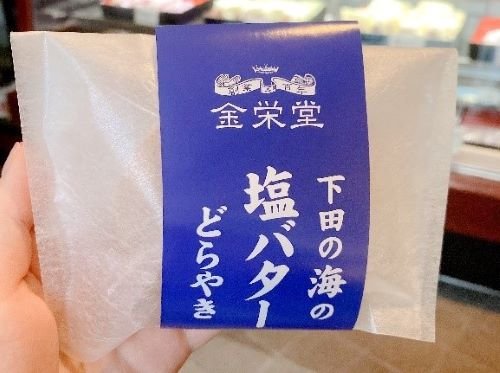 金栄堂
下田の海の
塩バター
どらやき